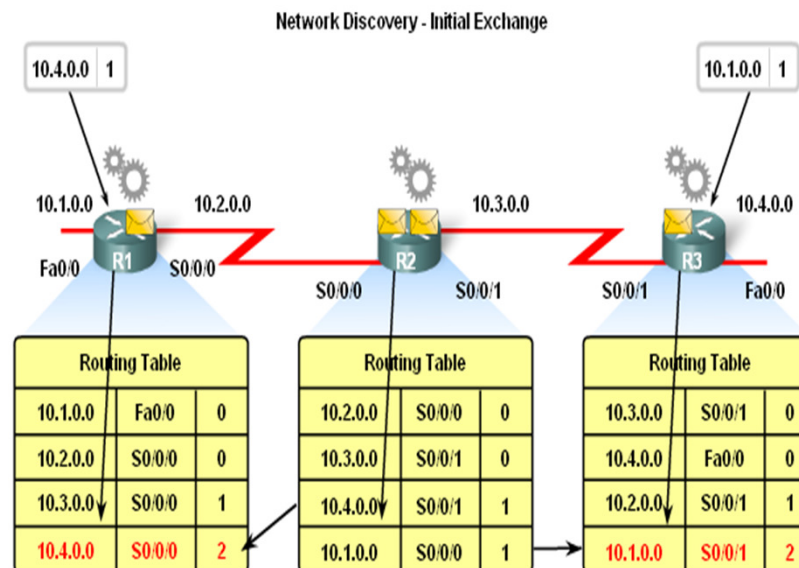 Network Discovery - Initial Exchange
10.4.0.0 1
10.1.0.0 1
10.1.0.0 10.2.0.0 10.3.0.0 10.4.0.0
R1 R2 R3
Fa0/0 S0/0/0
S0/0/0 S0/0/1 S0/0/1 Fa0/0
Routing Table
10.1.0.0 Fa0/0 0
10.2.0.0 S0/0/0 0
10.3.0.0 S0/0/0 1
10.4.0.0 S0/0/0 2
Routing Table
10.2.0.0 S0/0/0 0
10.3.0.0 S0/0/1 0
10.4.0.0 S0/0/1 1
10.1.0.0 S0/0/0 1
Routing Table
10.3.0.0 S0/0/1 0
10.4.0.0 Fa0/0 0
10.2.0.0 S0/0/1 1
10.1.0.0 S0/0/1 2